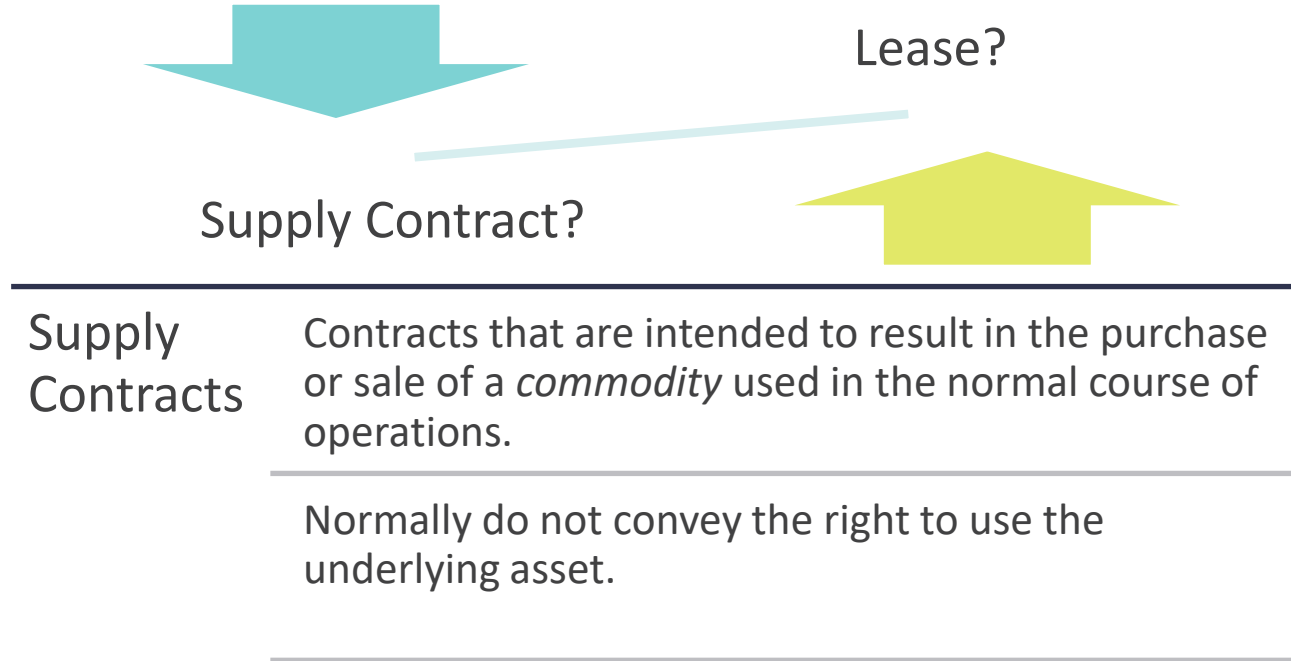 Lease?
Supply Contract?
Supply
Contracts
Contracts that are intended to result in the purchase
or sale of a commodity used in the normal course of
operations.
Normally do not convey the right to use the
underlying asset.